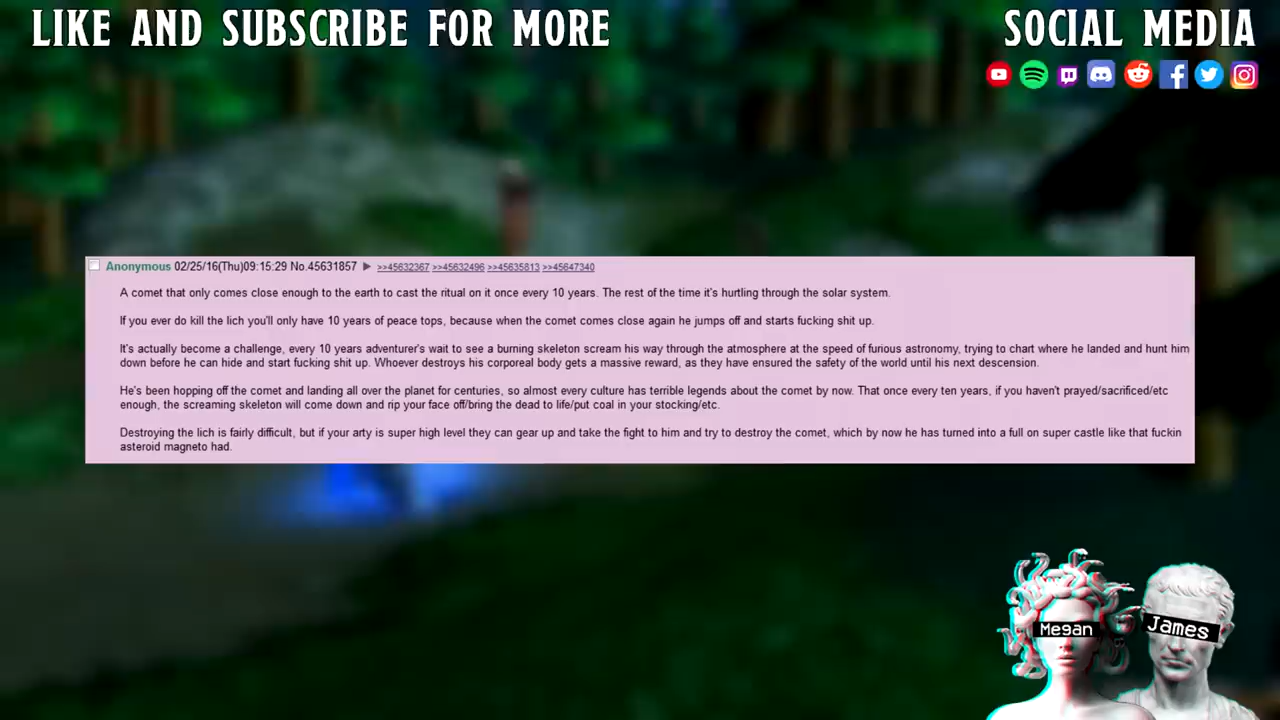 LIKE AND SUBSCRIBE FOR MORE
SOCIAL MEDIA
Anonymous 02/25/16(Thu)09:15:29 No.45631857 ▶ >>45632367 >>45632496 >>45635813 >>45647340
A comet that only comes close enough to the earth to cast the ritual on it once every 10 years. The rest of the time it's hurtling through the solar system.
If you ever do kill the lich you'll only have 10 years of peace tops, because when the comet comes close again he jumps off and starts fucking shit up.
It's actually become a challenge, every 10 years adventurer's wait to see a burning skeleton scream his way through the atmosphere at the speed of furious astronomy, trying to chart where he landed and hunt him
down before he can hide and start fucking shit up. Whoever destroys his corporeal body gets a massive reward, as they have ensured the safety of the world until his next descension.
He's been hopping off the comet and landing all over the planet for centuries, so almost every culture has terrible legends about the comet by now. That once every ten years, if you haven't prayed/sacrificed/etc
enough, the screaming skeleton will come down and rip your face off/bring the dead to life/put coal in your stocking/etc.
Destroying the lich is fairly difficult, but if your arty is super high level they can gear up and take the fight to him and try to destroy the comet, which by now he has turned into a full on super castle like that fuckin
asteroid magneto had.
Megan
James